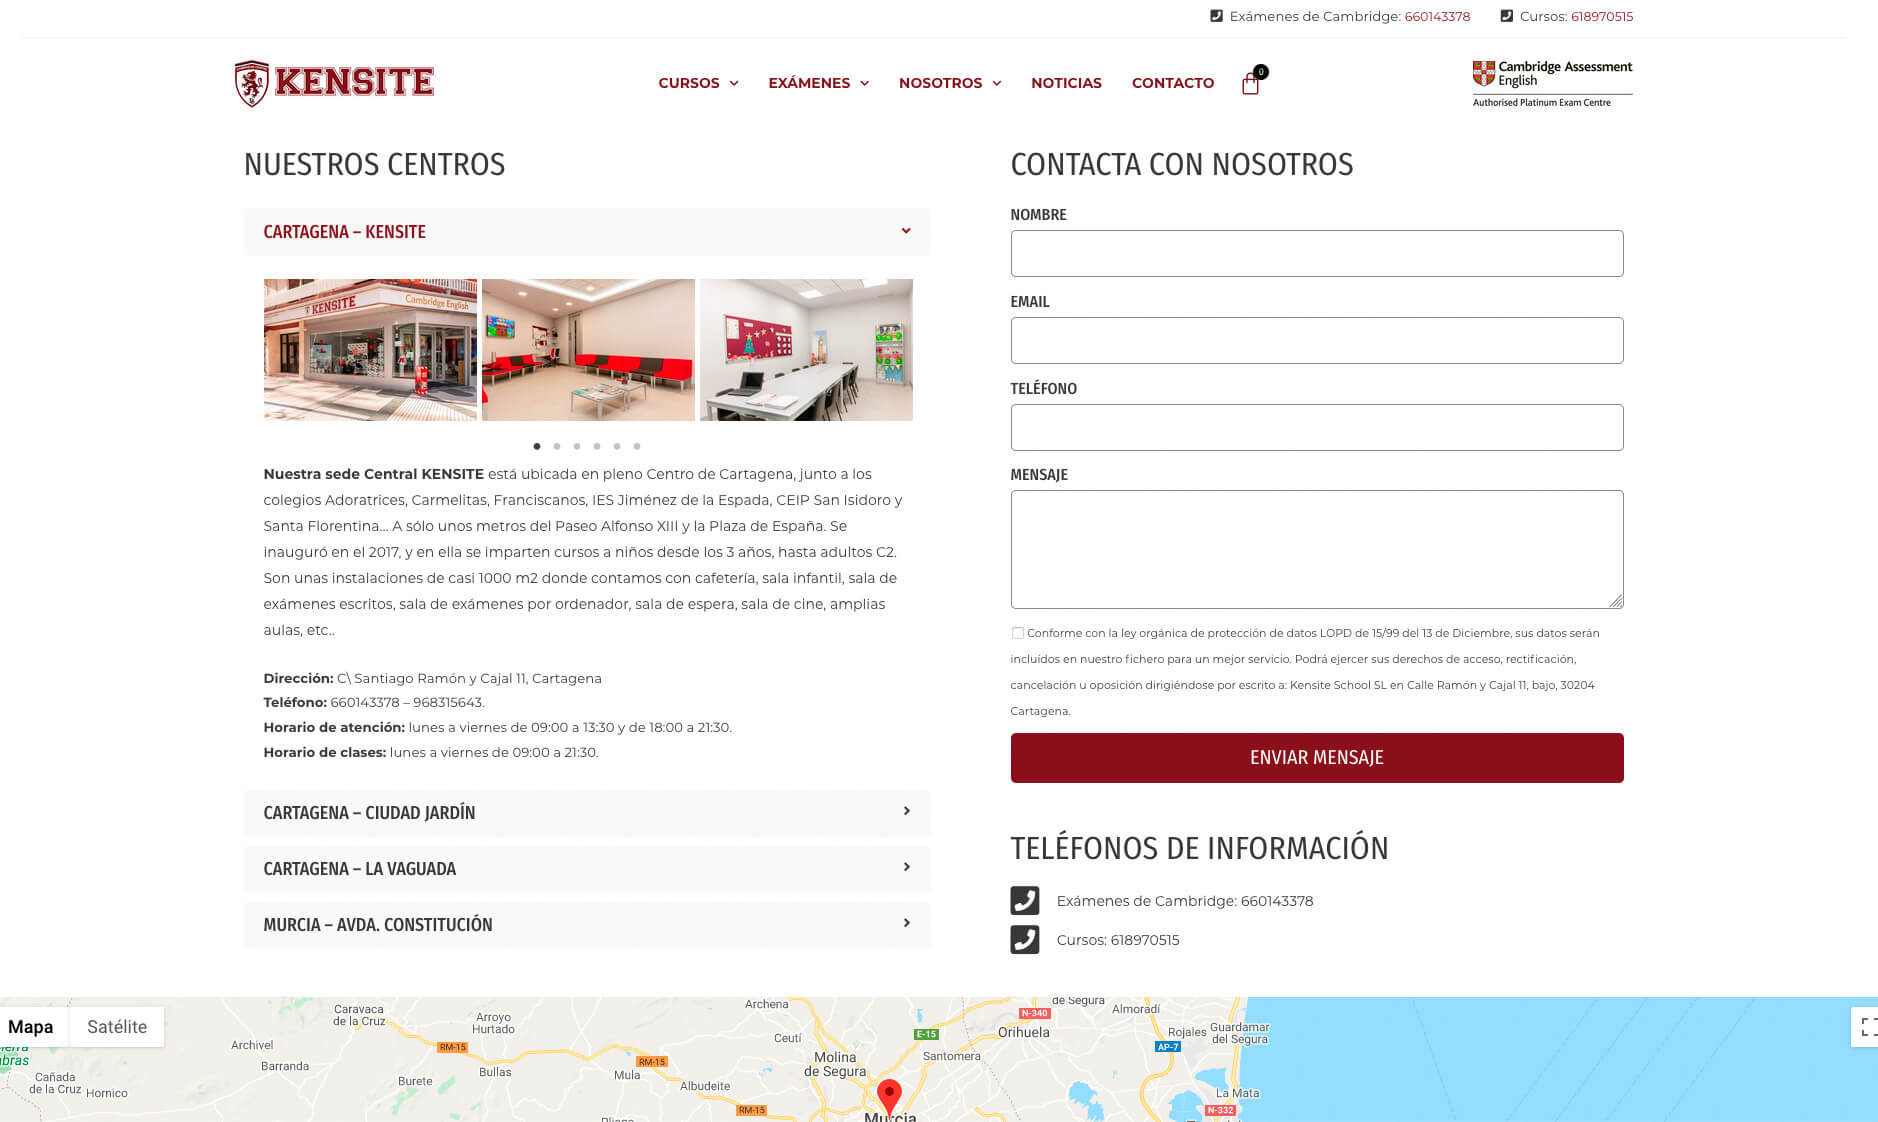 Exámenes de Cambridge: 660143378
Cursos: 618970515
KENSITE
CURSOS
EXÁMENES
NOSOTROS
NOTICIAS
CONTACTO
0
Cambridge Assessment
English
Authorised Platinum Exam Centre
NUESTROS CENTROS
CARTAGENA – KENSITE
KENSITE
Cambridge English
Nuestra sede Central KENSITE está ubicada en pleno Centro de Cartagena, junto a los
colegios Adoratrices, Carmelitas, Franciscanos, IES Jiménez de la Espada, CEIP San Isidoro y
Santa Florentina… A sólo unos metros del Paseo Alfonso XIII y la Plaza de España. Se
inauguró en el 2017, y en ella se imparten cursos a niños desde los 3 años, hasta adultos C2.
Son unas instalaciones de casi 1000 m2 donde contamos con cafetería, sala infantil, sala de
exámenes escritos, sala de exámenes por ordenador, sala de espera, sala de cine, amplias
aulas, etc..
Dirección: C\ Santiago Ramón y Cajal 11, Cartagena
Teléfono: 660143378 – 968315643.
Horario de atención: lunes a viernes de 09:00 a 13:30 y de 18:00 a 21:30.
Horario de clases: lunes a viernes de 09:00 a 21:30.
CARTAGENA – CIUDAD JARDÍN
CARTAGENA – LA VAGUADA
MURCIA – AVDA. CONSTITUCIÓN
CONTACTA CON NOSOTROS
NOMBRE
EMAIL
TELÉFONO
MENSAJE
Conforme con la ley orgánica de protección de datos LOPD de 15/99 del 13 de Diciembre, sus datos serán
incluídos en nuestro fichero para un mejor servicio. Podrá ejercer sus derechos de acceso, rectificación,
cancelación u oposición dirigiéndose por escrito a: Kensite School SL en Calle Ramón y Cajal 11, bajo, 30204
Cartagena.
ENVIAR MENSAJE
TELÉFONOS DE INFORMACIÓN
Exámenes de Cambridge: 660143378
Cursos: 618970515
Mapa
Satélite
abras
Cañada
de la Cruz
Hornico
Archivel
Barranda
Caravaca
de la Cruz
Arroyo
Hurtado
RM-15
Bullas
Burete
Mula
RM-15
Albudeite
RM-15
Archena
Ceutí
Molina
de Segura
Murcia
E-15
Santomera
N-340
Orihuela
de Segura
Almoradí
AP-7
Rojales
Guardamar
del Segura
La Mata
N-332